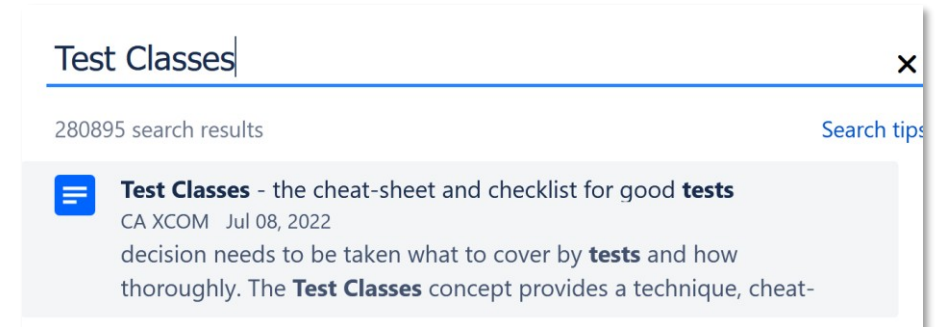 Test Classes
280895 search results
Search tips
Test Classes - the cheat-sheet and checklist for good tests
CA XCOM Jul 08, 2022
decision needs to be taken what to cover by tests and how
thoroughly. The Test Classes concept provides a technique, cheat-